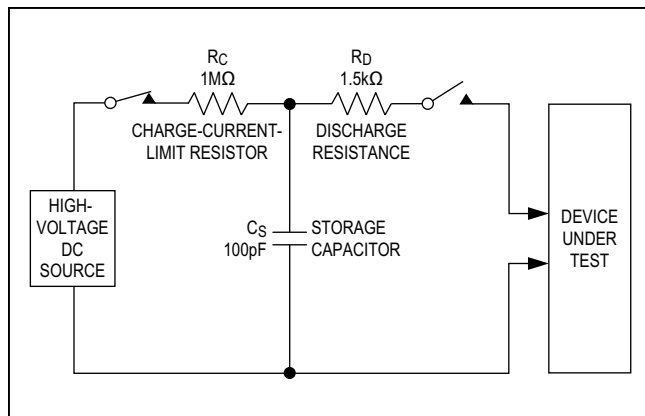 RC
1MΩ
CHARGE-CURRENT-
LIMIT RESISTOR
RD
1.5kΩ
DISCHARGE
RESISTANCE
HIGH-
VOLTAGE
DC
SOURCE
CS
100pF
STORAGE
CAPACITOR
DEVICE
UNDER
TEST